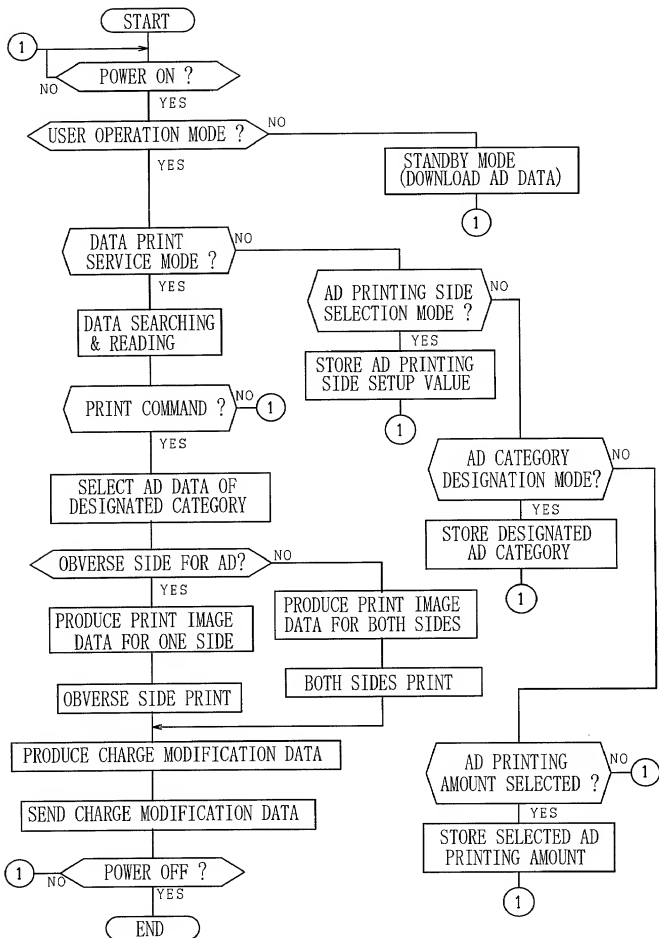 START
1
POWER ON ?
NO
YES
USER OPERATION MODE ?
NO
YES
STANDBY MODE
(DOWNLOAD AD DATA)
1
DATA PRINT
SERVICE MODE ?
NO
YES
AD PRINTING SIDE
SELECTION MODE ?
NO
YES
DATA SEARCHING
& READING
STORE AD PRINTING
SIDE SETUP VALUE
1
PRINT COMMAND ?
NO
1
YES
AD CATEGORY
DESIGNATION MODE?
NO
YES
SELECT AD DATA OF
DESIGNATED CATEGORY
STORE DESIGNATED
AD CATEGORY
1
OBVERSE SIDE FOR AD?
NO
YES
PRODUCE PRINT IMAGE
DATA FOR ONE SIDE
PRODUCE PRINT IMAGE
DATA FOR BOTH SIDES
OBVERSE SIDE PRINT
BOTH SIDES PRINT
PRODUCE CHARGE MODIFICATION DATA
AD PRINTING
AMOUNT SELECTED ?
NO
1
YES
SEND CHARGE MODIFICATION DATA
STORE SELECTED AD
PRINTING AMOUNT
1
1
NO
POWER OFF ?
YES
END